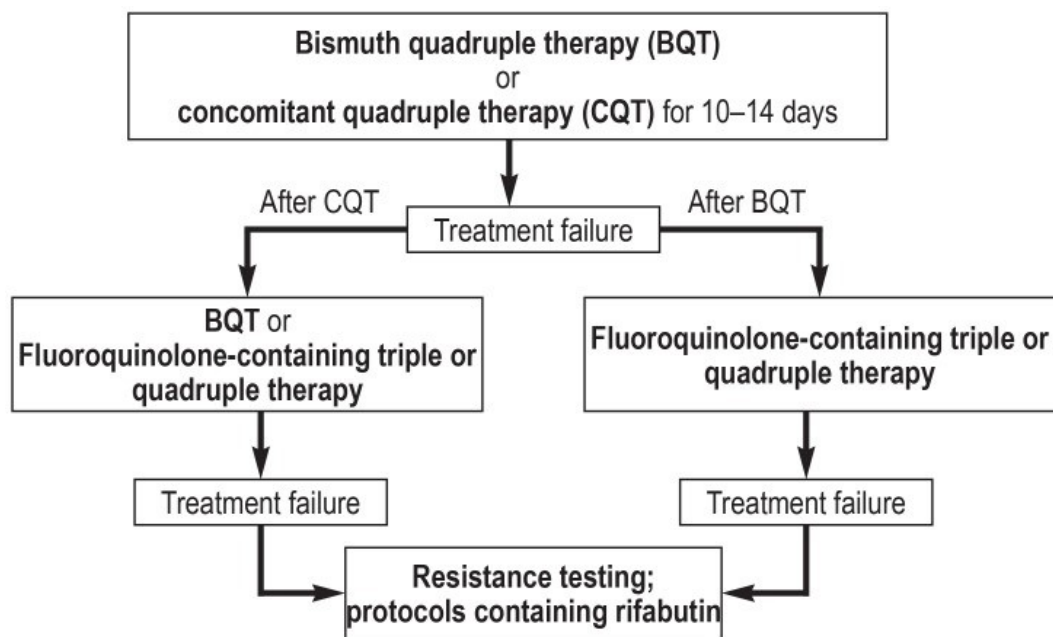 Bismuth quadruple therapy (BQT)
or
concomitant quadruple therapy (CQT) for 10–14 days
After CQT
Treatment failure
After BQT
BQT or
Fluoroquinolone-containing triple or
quadruple therapy
Fluoroquinolone-containing triple or
quadruple therapy
Treatment failure
Treatment failure
Resistance testing;
protocols containing rifabutin